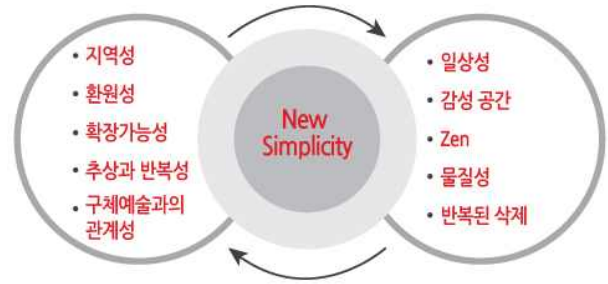 • 지역성
• 환원성
• 확장가능성
• 추상과 반복성
• 구체예술과의
관계성
New
Simplicity
• 일상성
• 감성 공간
• Zen
• 물질성
• 반복된 삭제